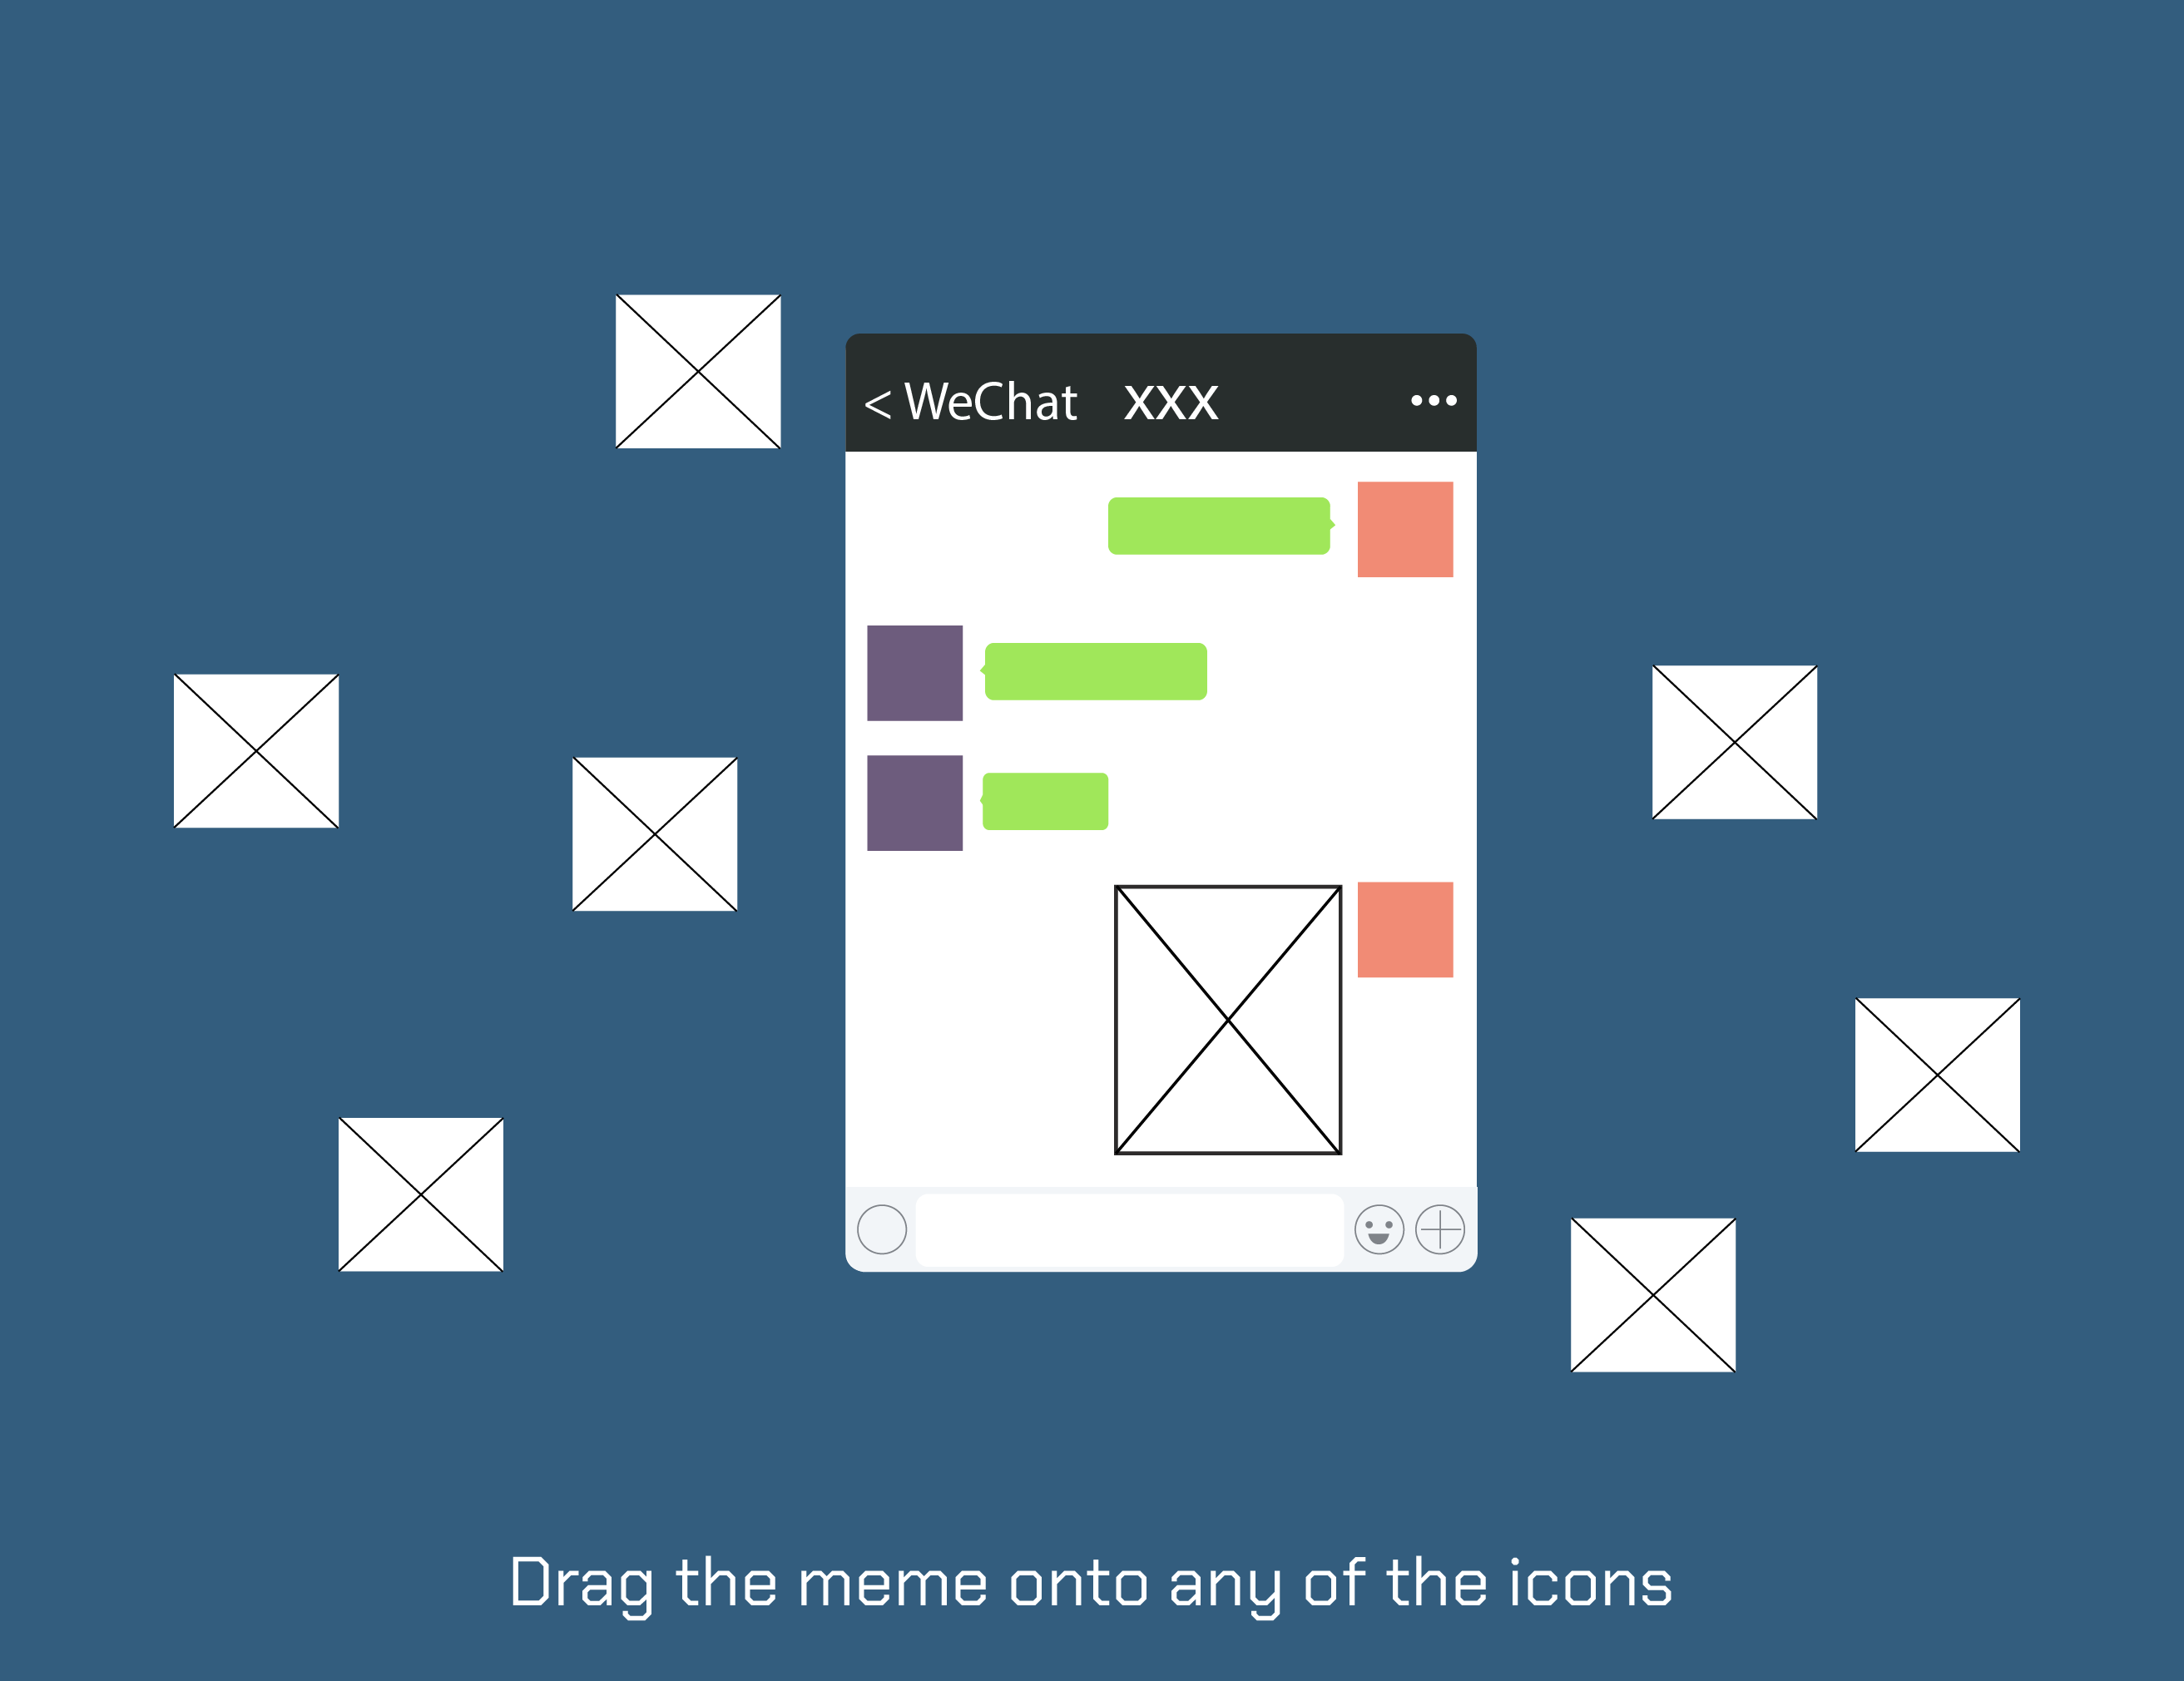 < WeChat xxx
Drag the meme onto any of the icons